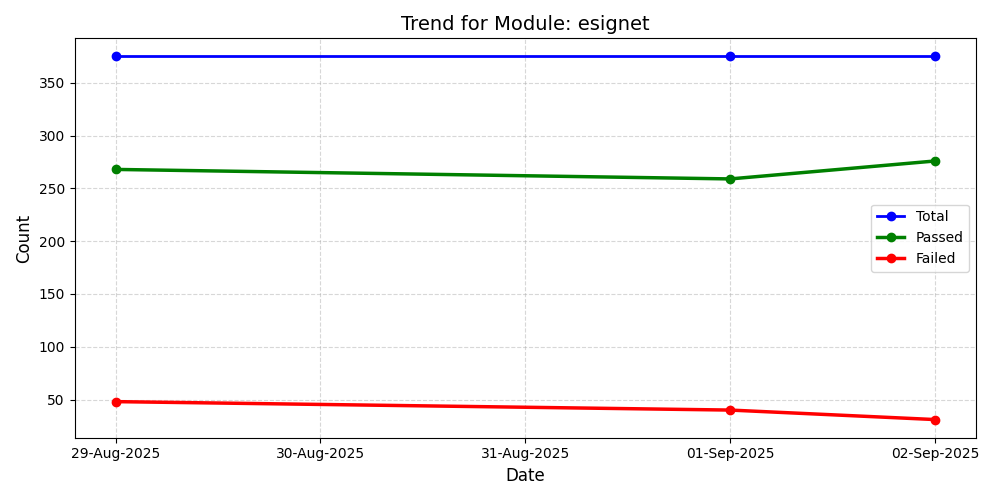 Trend for Module: esignet
Count
350
300
250
200
150
100
50
Total
Passed
Failed
29-Aug-2025
30-Aug-2025
31-Aug-2025
01-Sep-2025
02-Sep-2025
Date